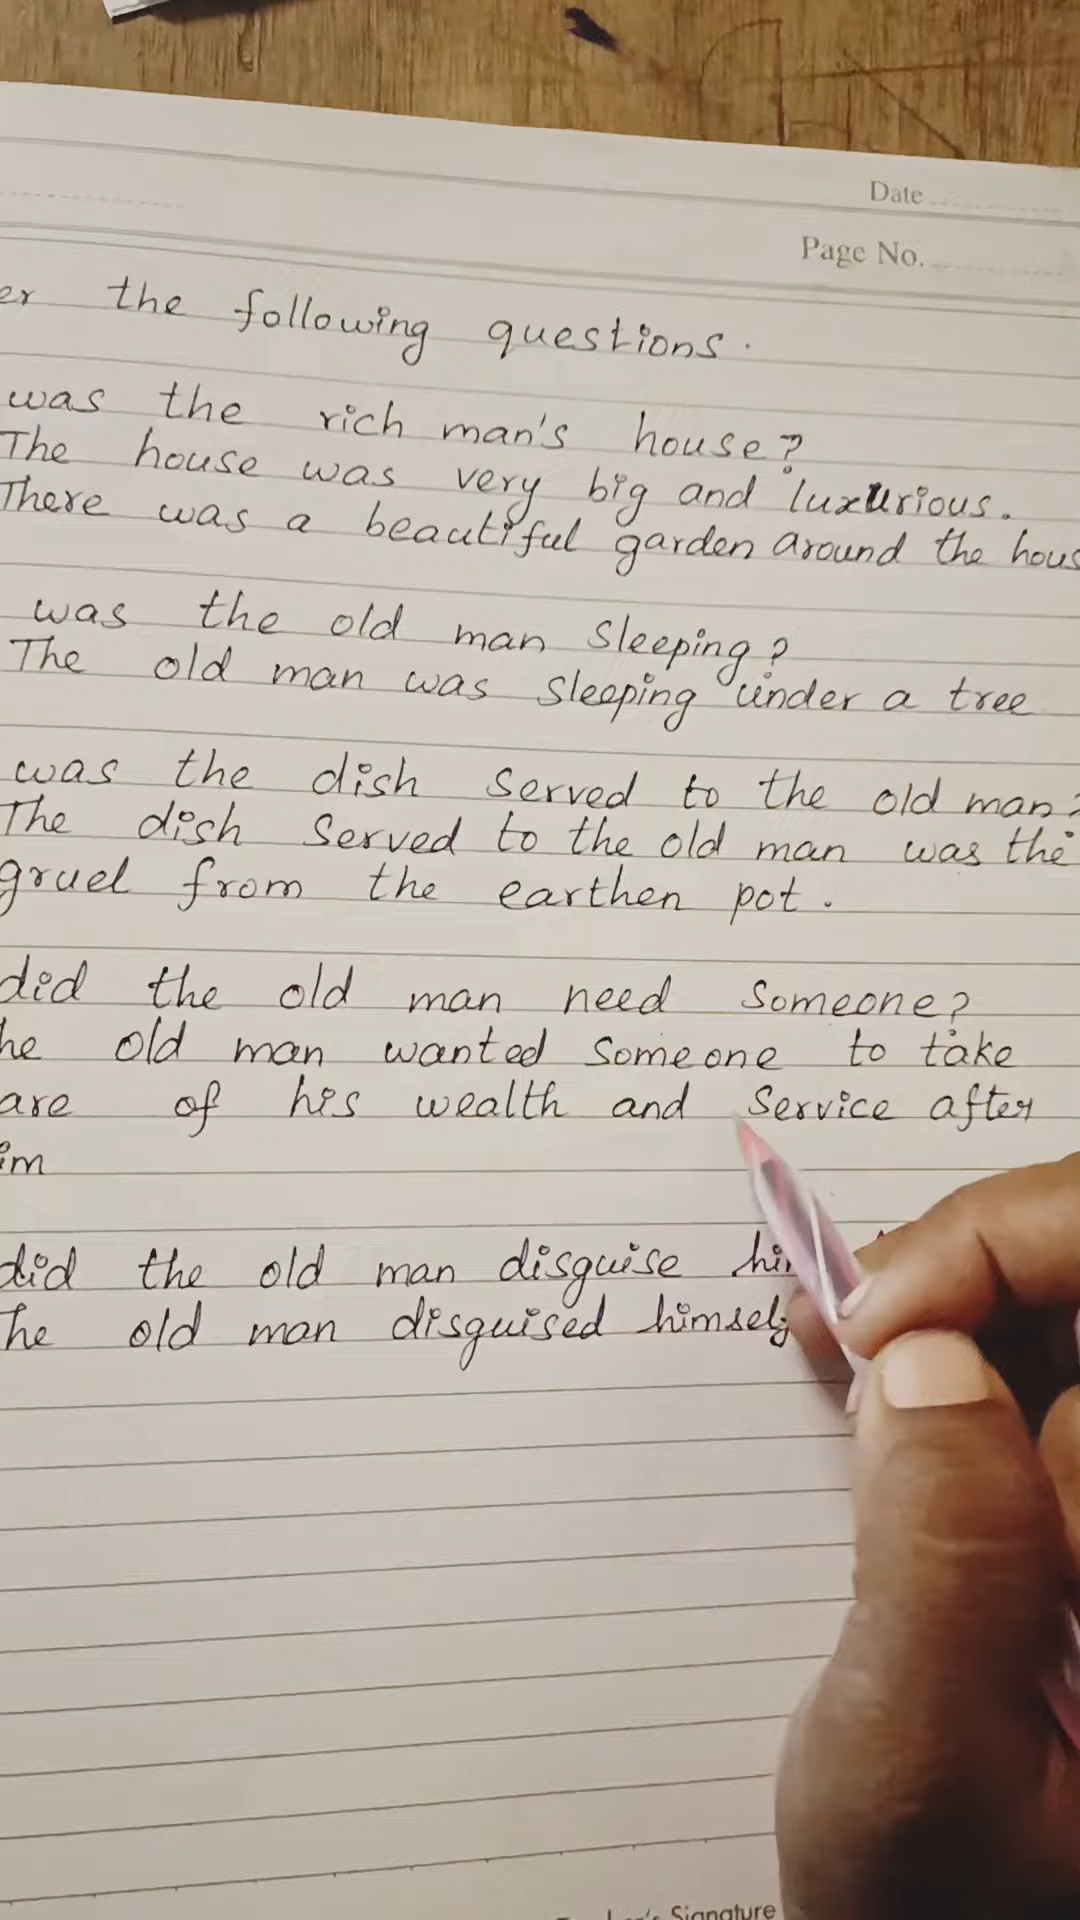 Date
Page No.
er the following questions.
was the rich man's house?
The house was very big and luxurious.
There was a beautiful garden around the hous
was the old man sleeping?
The old man was sleeping under a tree
was the dish served to the old man?
The dish served to the old man was the
gruel from the earthen pot.
did the old man need someone?
he old man wanted someone to take
are of his wealth and service after
im
did the old man disguise hi
The old man disguised himself
Signature